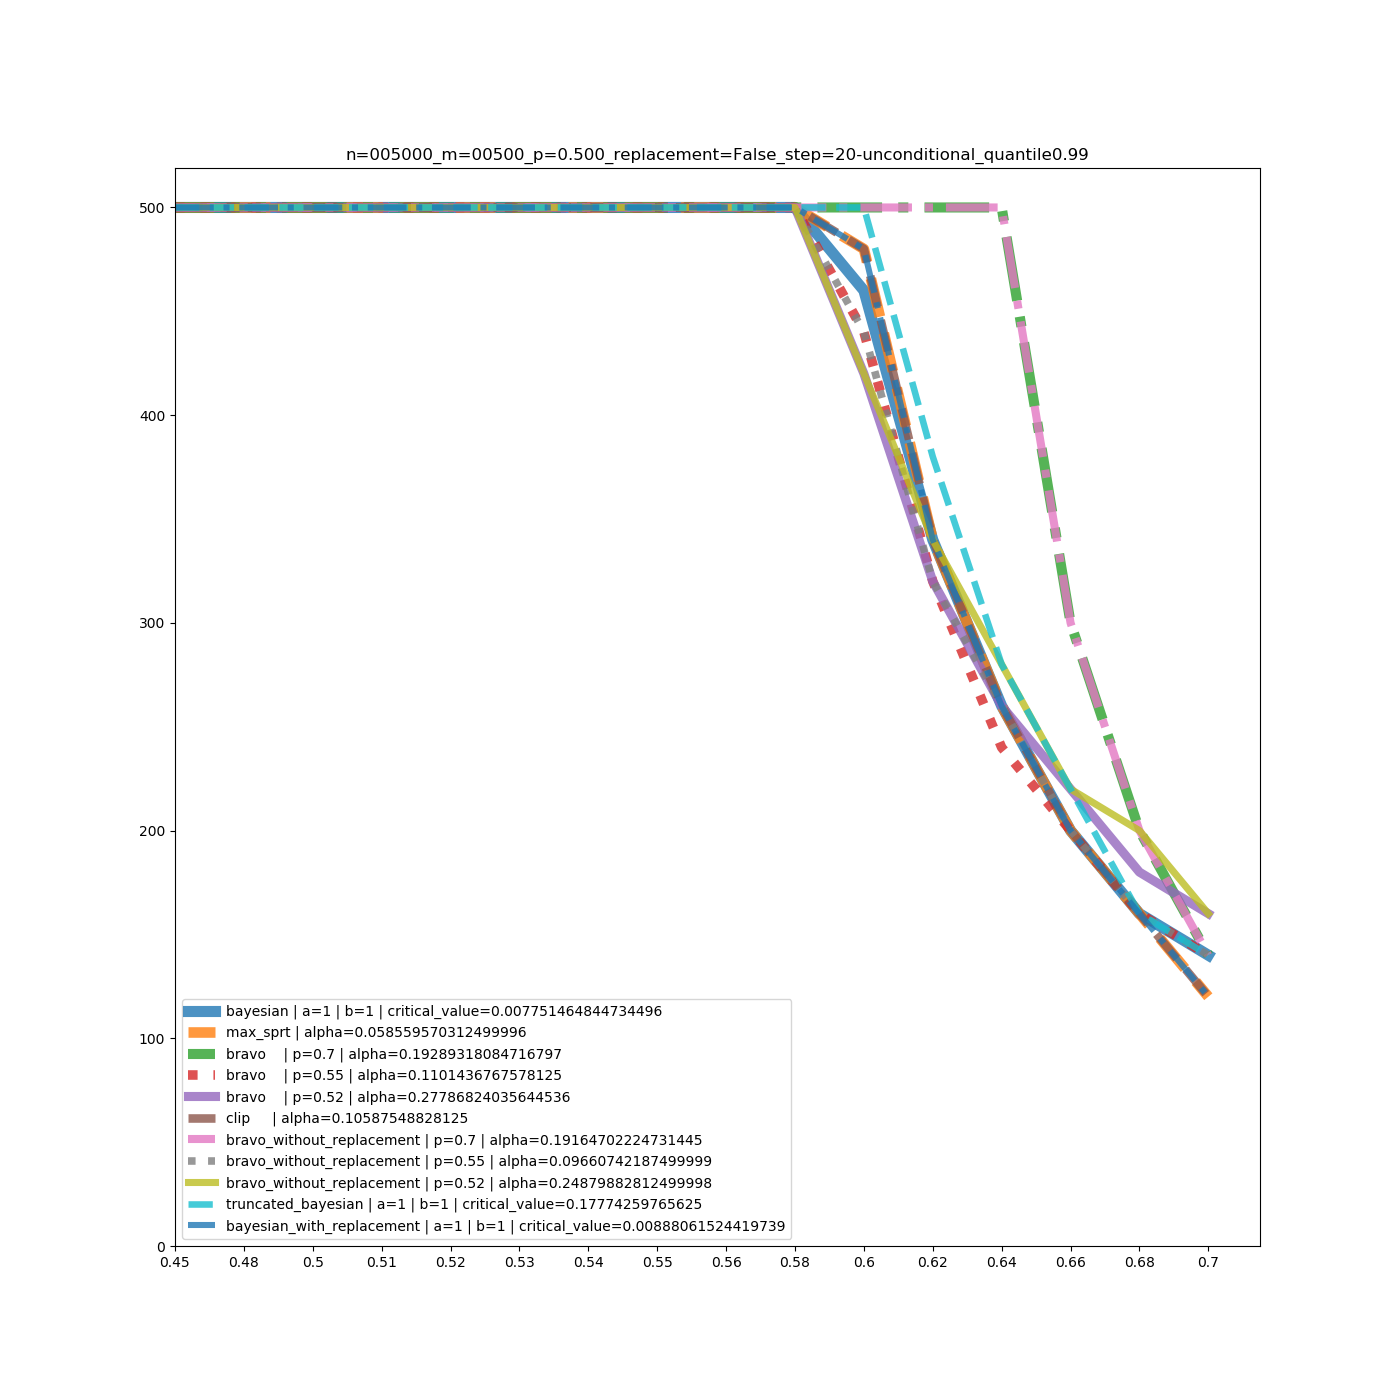 n=005000_m=00500_p=0.500_replacement=False_step=20-unconditional_quantile0.99
500
400
300
200
100
0
bayesian | a=1 | b=1 | critical_value=0.007751464844734496
max_sprt | alpha=0.058559570312499996
bravo    | p=0.7 | alpha=0.19289318084716797
bravo    | p=0.55 | alpha=0.1101436767578125
bravo    | p=0.52 | alpha=0.27786824035644536
clip     | alpha=0.10587548828125
bravo_without_replacement | p=0.7 | alpha=0.19164702224731445
bravo_without_replacement | p=0.55 | alpha=0.09660742187499999
bravo_without_replacement | p=0.52 | alpha=0.24879882812499998
truncated_bayesian | a=1 | b=1 | critical_value=0.17774259765625
bayesian_with_replacement | a=1 | b=1 | critical_value=0.00888061524419739
0.45 0.48 0.5 0.51 0.52 0.53 0.54 0.55 0.56 0.58 0.6 0.62 0.64 0.66 0.68 0.7